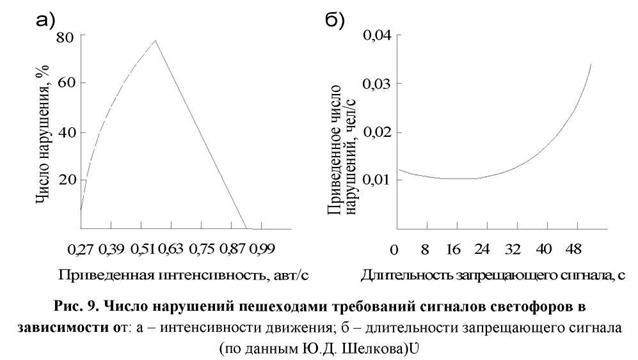 а)
Число нарушения, %
80
60
40
20
0,27 0,39 0,51 0,63 0,75 0,87 0,99
Приведенная интенсивность, авт/с
б)
Приведенное число
нарушений, чел/с
0,04
0,03
0,02
0,01
0 8 16 24 32 40 48
Длительность запрещающего сигнала, с
Рис. 9. Число нарушений пешеходами требований сигналов светофоров в
зависимости от: а – интенсивности движения; б – длительности запрещающего сигнала
(по данным Ю.Д. Шелкова)Ü